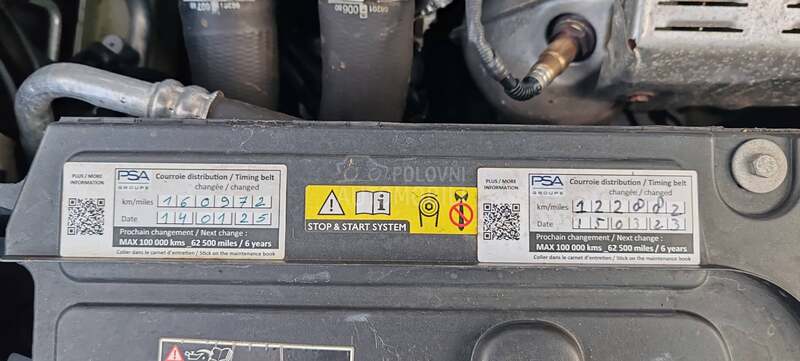 PLUS / MORE
INFORMATION
PSA
GROUPE
Courroie distribution / Timing belt
changée / changed
km/miles 160972
Date 140125
Prochain changement / Next change :
MAX 100 000 kms _62 500 miles / 6 years
Coller dans le carnet d'entretien / Stick on the maintenance book
POLOVNI
STOP & START SYSTEM
PLUS / MORE
INFORMATION
PSA
GROUPE
Courroie distribution / Timing belt
changée / changed
km/miles 122882
Date 150323
Prochain changement / Next change :
MAX 100 000 kms _62 500 miles / 6 years
Coller dans le carnet d'entretien / Stick on the maintenance book